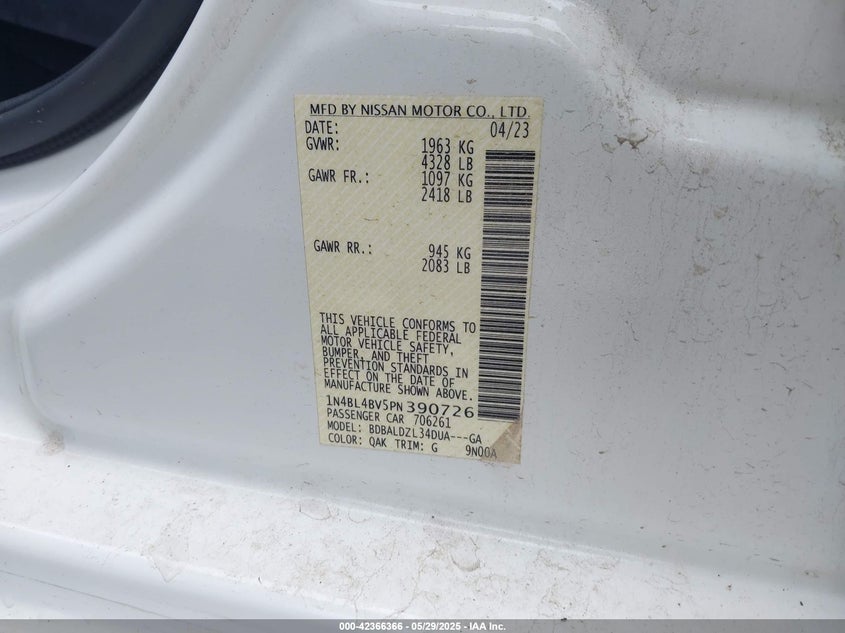 MFD BY NISSAN MOTOR CO., LTD.
DATE: 04/23
GVWR: 1963 KG
4328 LB
GAWR FR.: 1097 KG
2418 LB
GAWR RR.: 945 KG
2083 LB
THIS VEHICLE CONFORMS TO
ALL APPLICABLE FEDERAL
MOTOR VEHICLE SAFETY,
BUMPER, AND THEFT
PREVENTION STANDARDS IN
EFFECT ON THE DATE OF
MANUFACTURE SHOWN ABOVE.
1N4BL4BV5PN390726
PASSENGER CAR 706261
MODEL: BDBALDZL34DUA---GA
COLOR: QAK TRIM: G 9N00A
000-42366366 - 05/29/2025 - IAA Inc.